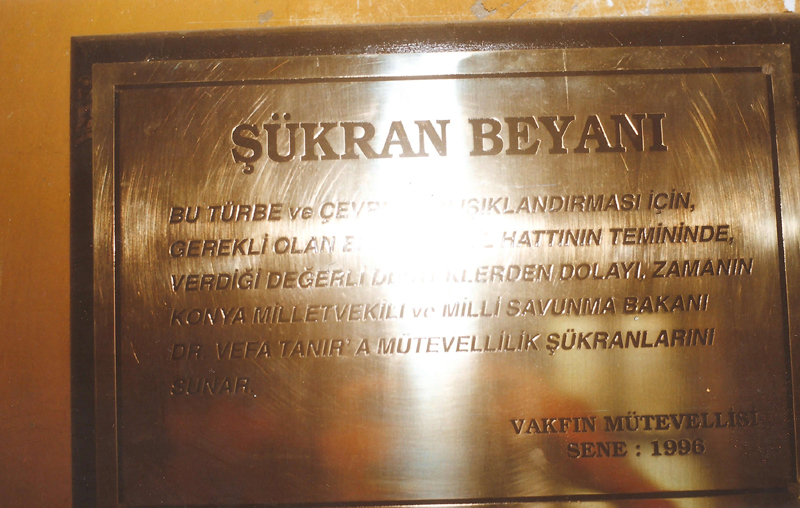 ŞÜKRAN BEYANI
BU TÜRBE ve IŞIKLANDIRMASI İÇİN,
GEREKLİ OLAN HATTININ TEMİNİNDE,
VERDİĞİ DEĞERLİ DESTEKLERDEN DOLAYI, ZAMANIN
KONYA MİLLETVEKİLİ ve MİLLİ SAVUNMA BAKANI
DR. VEFA TANIR' A MÜTEVELLİLİK ŞÜKRANLARINI
SUNAR.
VAKFIN MÜTEVELLİSİ
SENE : 1996